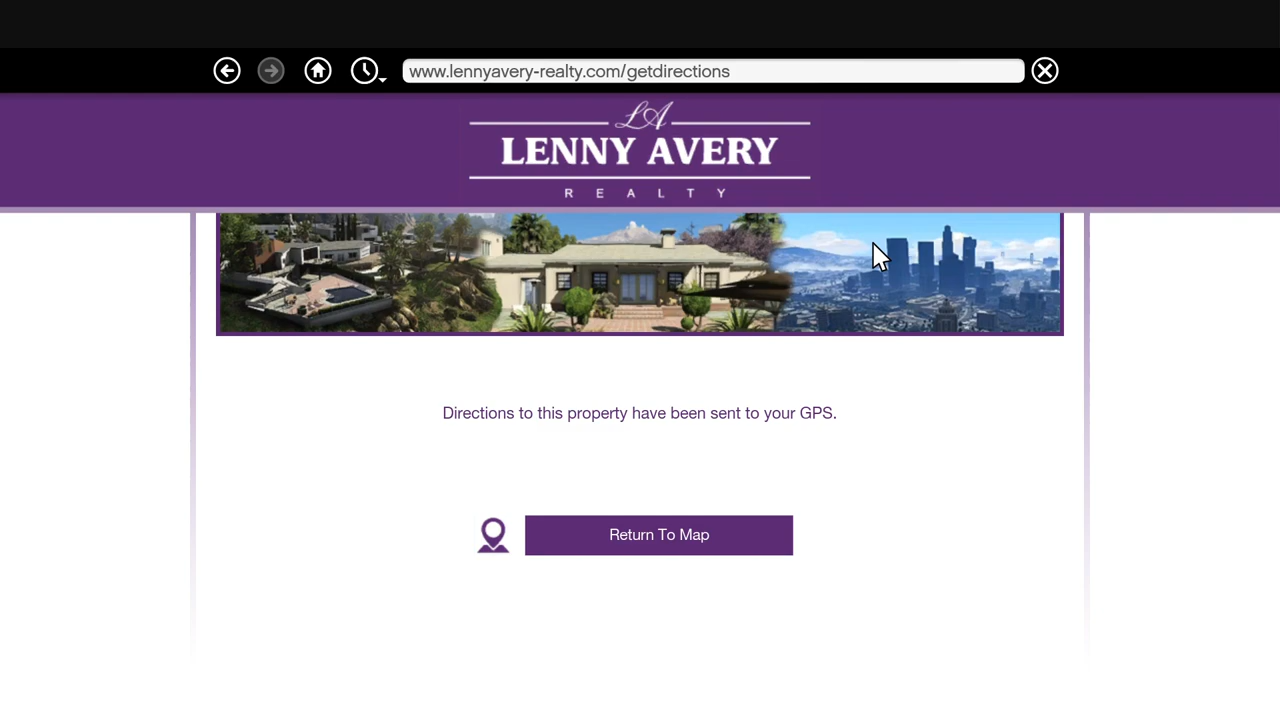 www.lennyavery-realty.com/getdirections
LA
LENNY AVERY
REALTY
Directions to this property have been sent to your GPS.
Return To Map